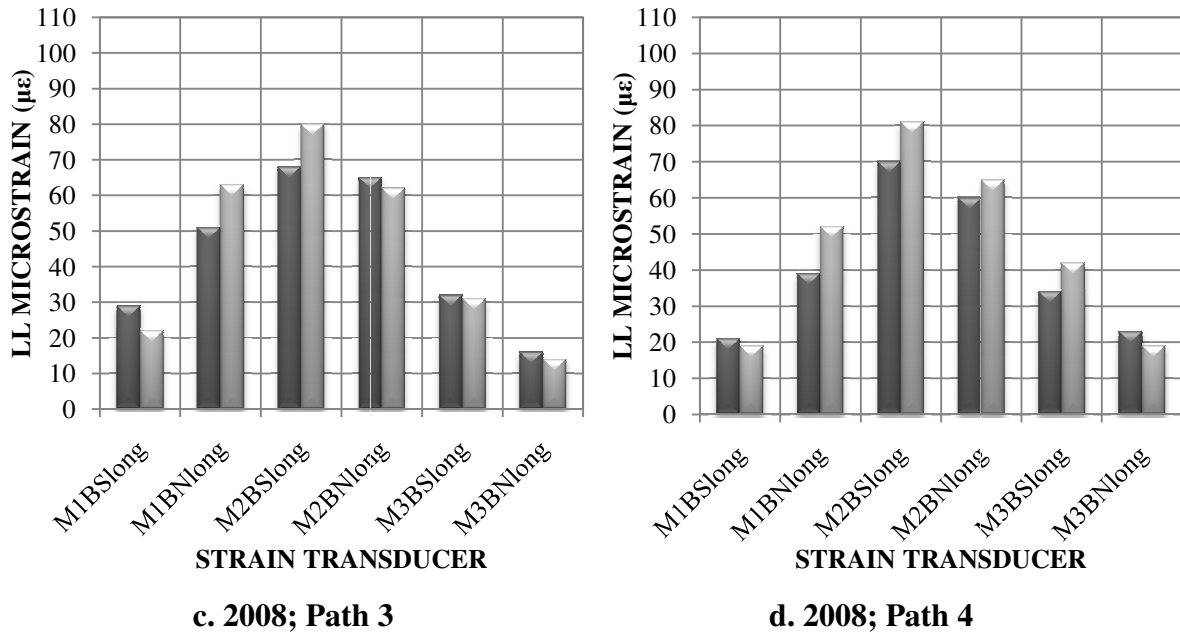 LL MICROSTRAIN (με)
110
100
90
80
70
60
50
40
30
20
10
0
M1BSlong
M1BNlong
M2BSlong
M2BNlong
M3BSlong
M3BNlong
STRAIN TRANSDUCER
c. 2008; Path 3
LL MICROSTRAIN (με)
110
100
90
80
70
60
50
40
30
20
10
0
M1BSlong
M1BNlong
M2BSlong
M2BNlong
M3BSlong
M3BNlong
STRAIN TRANSDUCER
d. 2008; Path 4